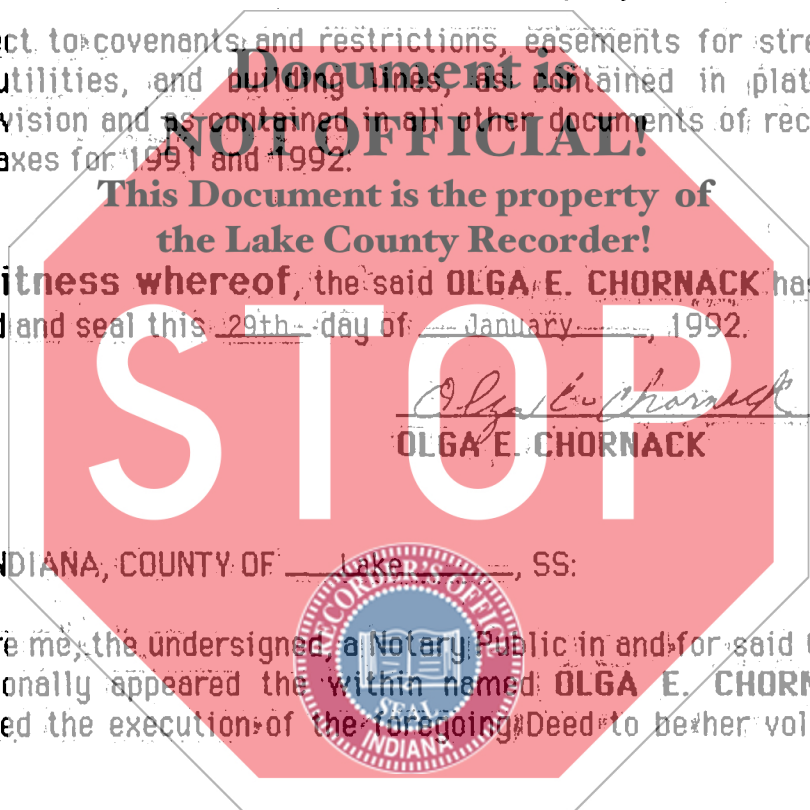 ect to covenants and restrictions, easements for stre
utilities, and building lines, as contained in plat
vision and as contained in all other documents of rec
axes for 1991 and 1992.
Document is
NOT OFFICIAL!
This Document is the property of
the Lake County Recorder!
itness whereof, the said OLGA E. CHORNACK has
d and seal this 29th day of January, 1992.
STOP
Olga E. Chornack
OLGA E. CHORNACK
NDIANA, COUNTY OF Lake, SS:
RECORDER'S OFFICE
SEAL
INDIANA
re me, the undersigned, a Notary Public in and for said C
onally appeared the within named OLGA E. CHORN
ed the execution of the foregoing Deed to be her vol